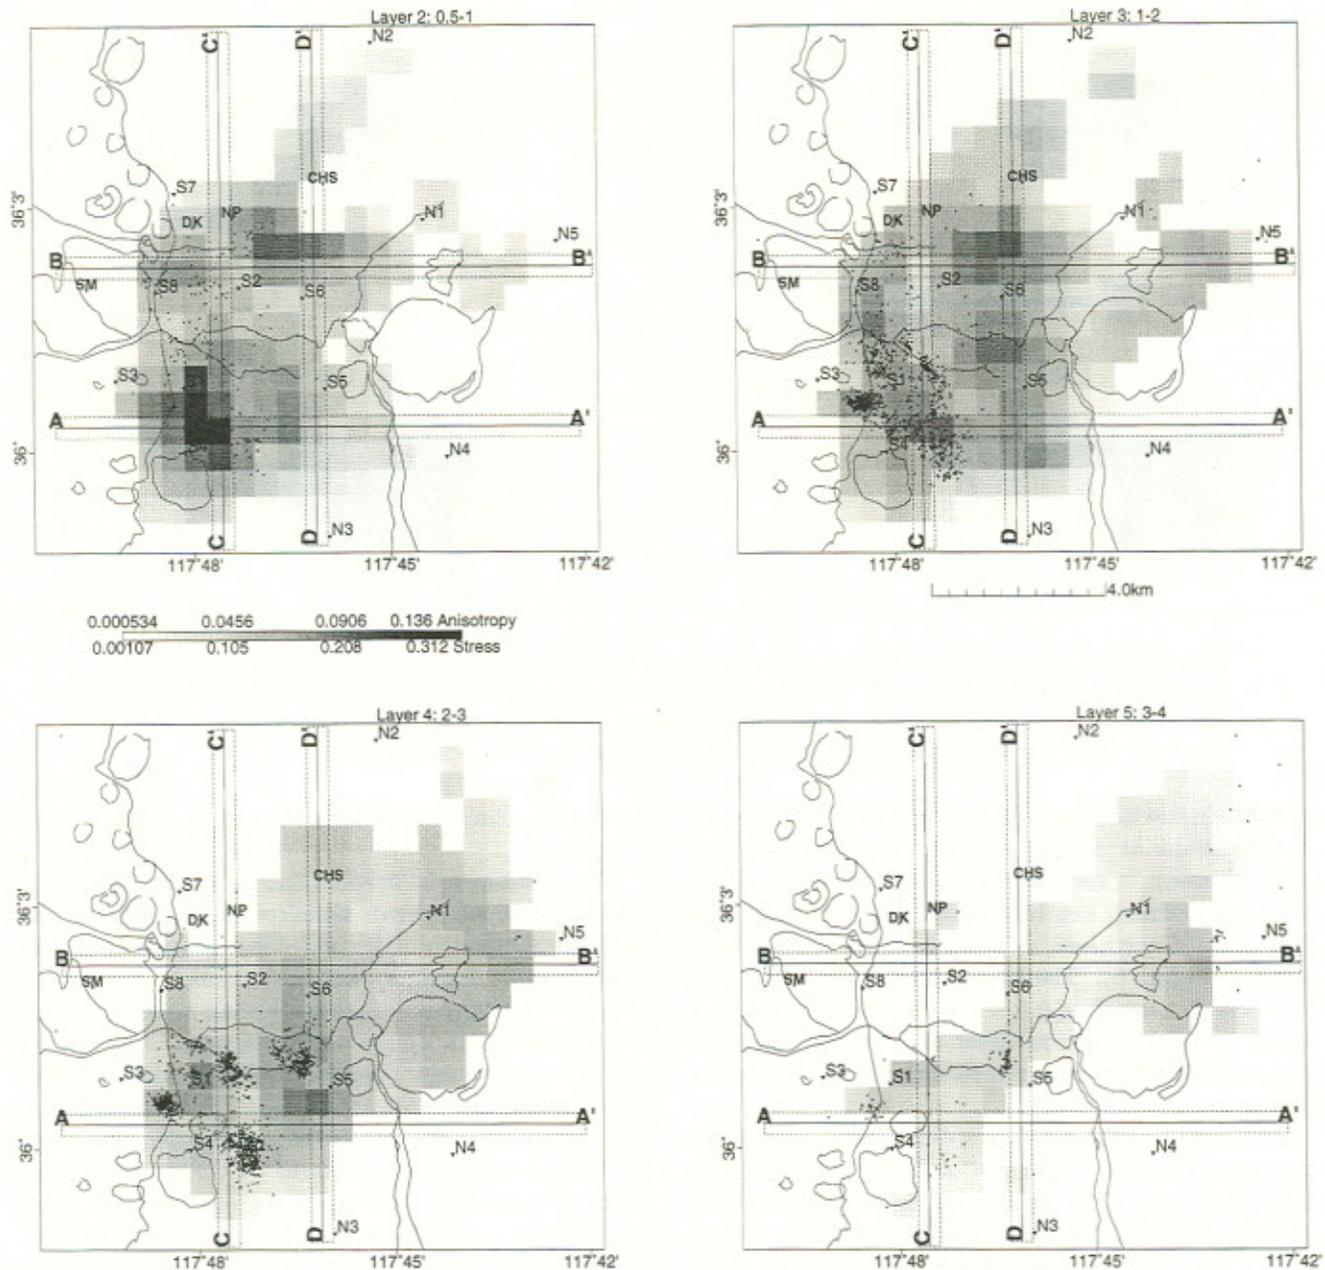 Layer 2: 0.5-1
C' D' N2
CHS
S7
36°3' DK NP N1
N5
B B'
SM S8 S2 S6
S3 S5
A A'
36° N4
C D N3
117°48' 117°45' 117°42'
Layer 3: 1-2
C' D' N2
CHS
S7
36°3' DK NP N1
N5
B B'
SM S8 S2 S6
S3 S1 S5
A A'
36° N4
C D N3
117°48' 117°45' 117°42'
4.0km
0.000534 0.0456 0.0906 0.136 Anisotropy
0.00107 0.105 0.208 0.312 Stress
Layer 4: 2-3
C' D' N2
CHS
S7
36°3' DK NP N1
N5
B B'
SM S8 S2 S6
S3 S1 S5
A A'
36° S4 N4
C D N3
117°48' 117°45' 117°42'
Layer 5: 3-4
C' D' N2
CHS
S7
36°3' DK NP N1
N5
B B'
SM S8 S2 S6
S3 S1 S5
A A'
36° S4 N4
C D N3
117°48' 117°45' 117°42'